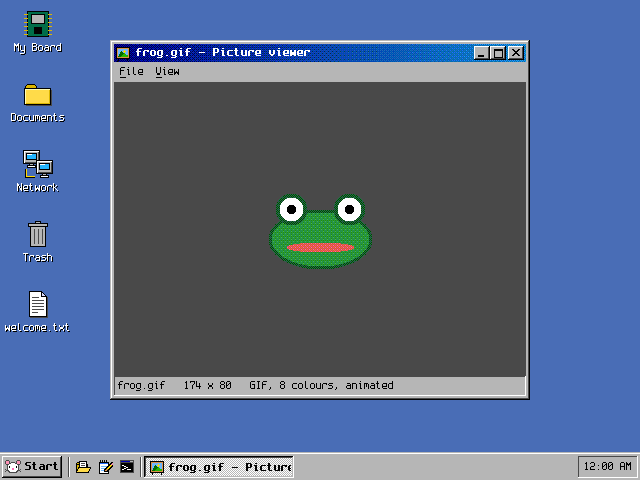 My Board
Documents
Network
Trash
welcome.txt
frog.gif - Picture viewer
File View
frog.gif 174 x 80 GIF, 8 colours, animated
Start
frog.gif - Picture
12:00 AM